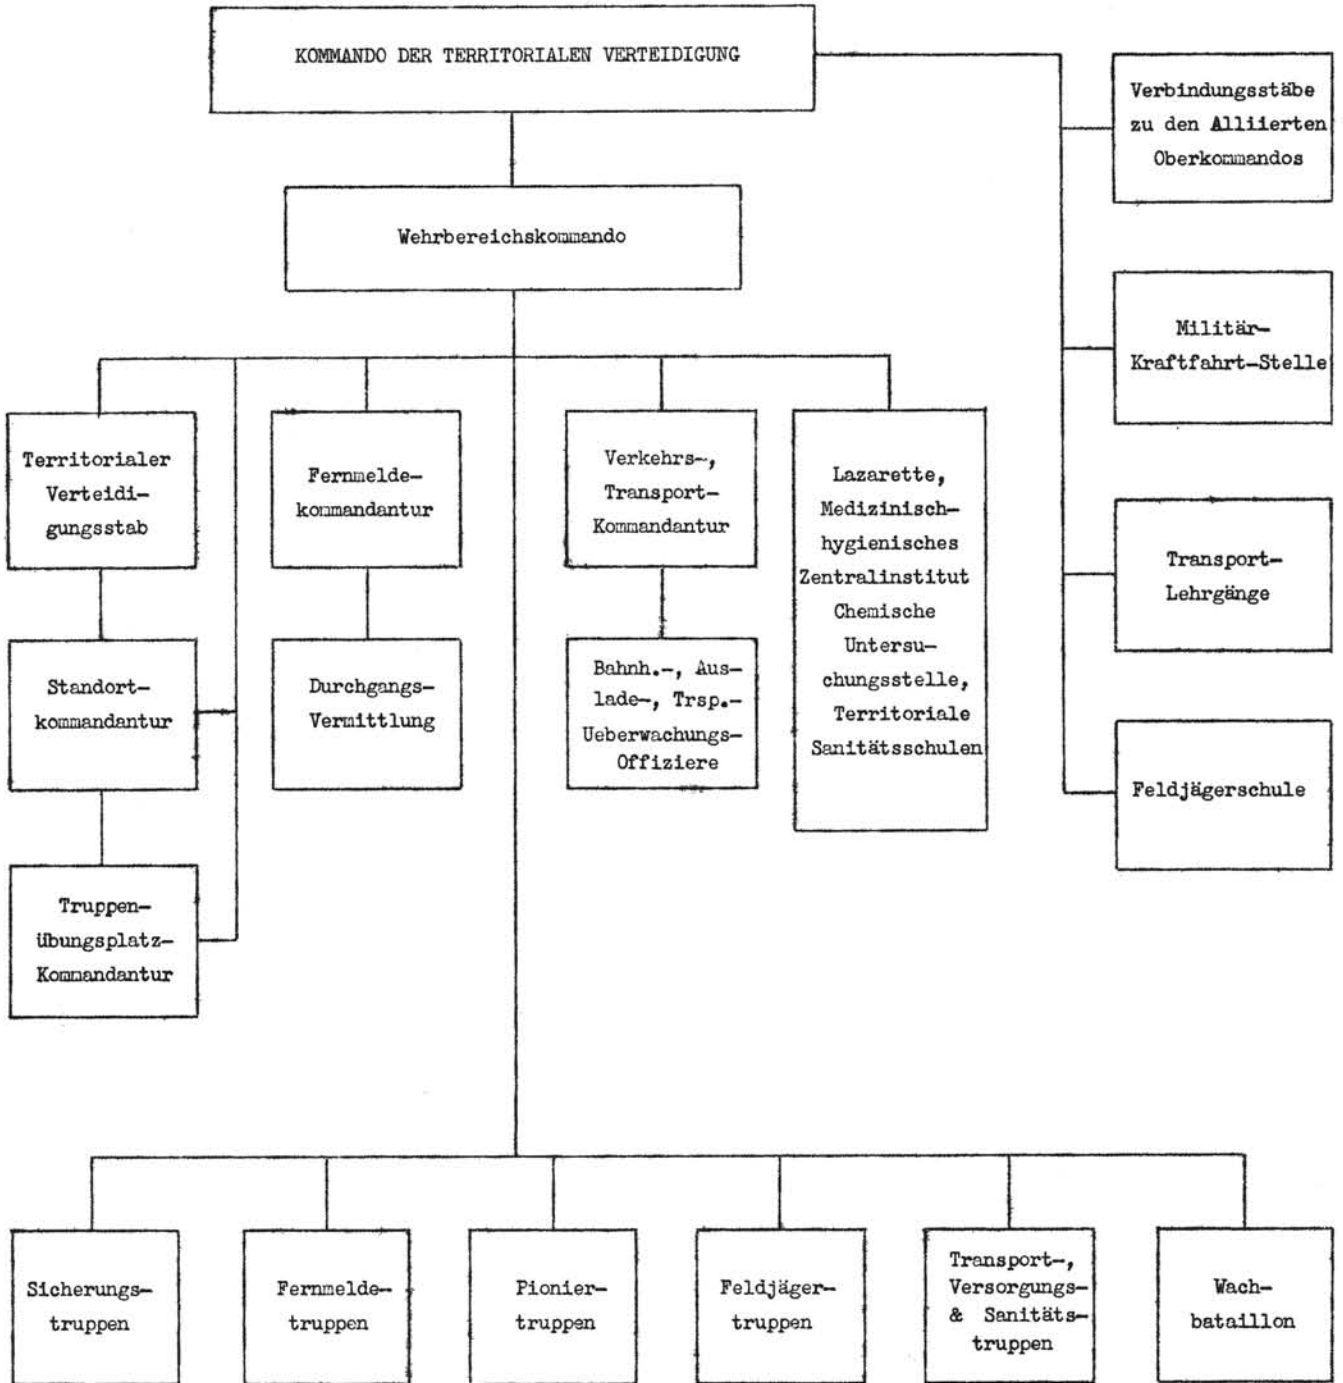 KOMMANDO DER TERRITORIALEN VERTEIDIGUNG
Verbindungsstäbe
zu den Alliierten
Oberkommandos
Wehrbereichskommando
Militär-
Kraftfahrt-Stelle
Territorialer
Verteidi-
gungsstab
Fernmelde-
kommandantur
Verkehrs-,
Transport-
Kommandantur
Lazarette,
Medizinisch-
hygienisches
Zentralinstitut
Chemische
Untersu-
chungsstelle,
Territoriale
Sanitätsschulen
Transport-
Lehrgänge
Standort-
kommandantur
Durchgangs-
Vermittlung
Bahnh.-, Aus-
lade-, Trsp.-
Ueberwachungs-
Offiziere
Feldjägerschule
Truppen-
übungsplatz-
Kommandantur
Sicherungs-
truppen
Fernmelde-
truppen
Pionier-
truppen
Feldjäger-
truppen
Transport-,
Versorgungs-
& Sanitäts-
truppen
Wach-
bataillon